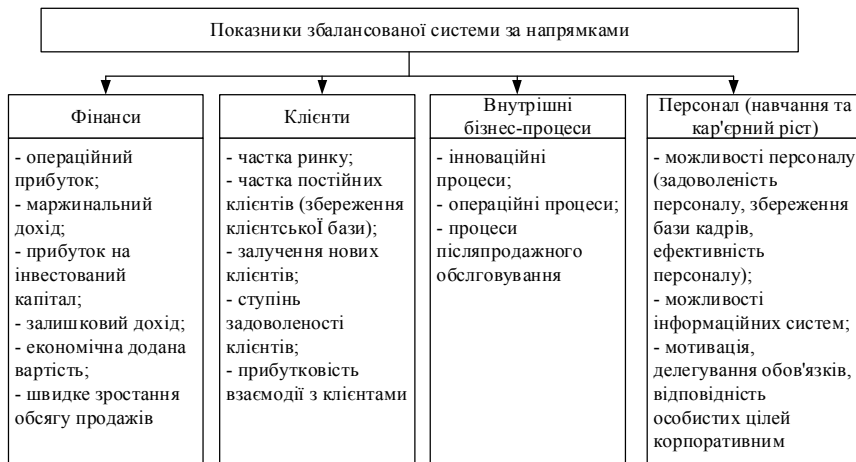 Показники збалансованої системи за напрямками
Фінанси
- операційний
прибуток;
- маржинальний
дохід;
- прибуток на
інвестований
капітал;
- залишковий дохід;
- економічна додана
вартість;
- швидке зростання
обсягу продажів
Клієнти
- частка ринку;
- частка постійних
клієнтів (збереження
клієнтськоЇ бази);
- залучення нових
клієнтів;
- ступінь
задоволеності
клієнтів;
- прибутковість
взаємодії з клієнтами
Внутрішні
бізнес-процеси
- інноваційні
процеси;
- операційні процеси;
- процеси
післяпродажного
обслговування
Персонал (навчання та
кар'єрний ріст)
- можливості персоналу
(задоволеність
персоналу, збереження
бази кадрів,
ефективність
персоналу);
- можливості
інформаційних систем;
- мотивація,
делегування обов'язків,
відповідність
особистих цілей
корпоративним